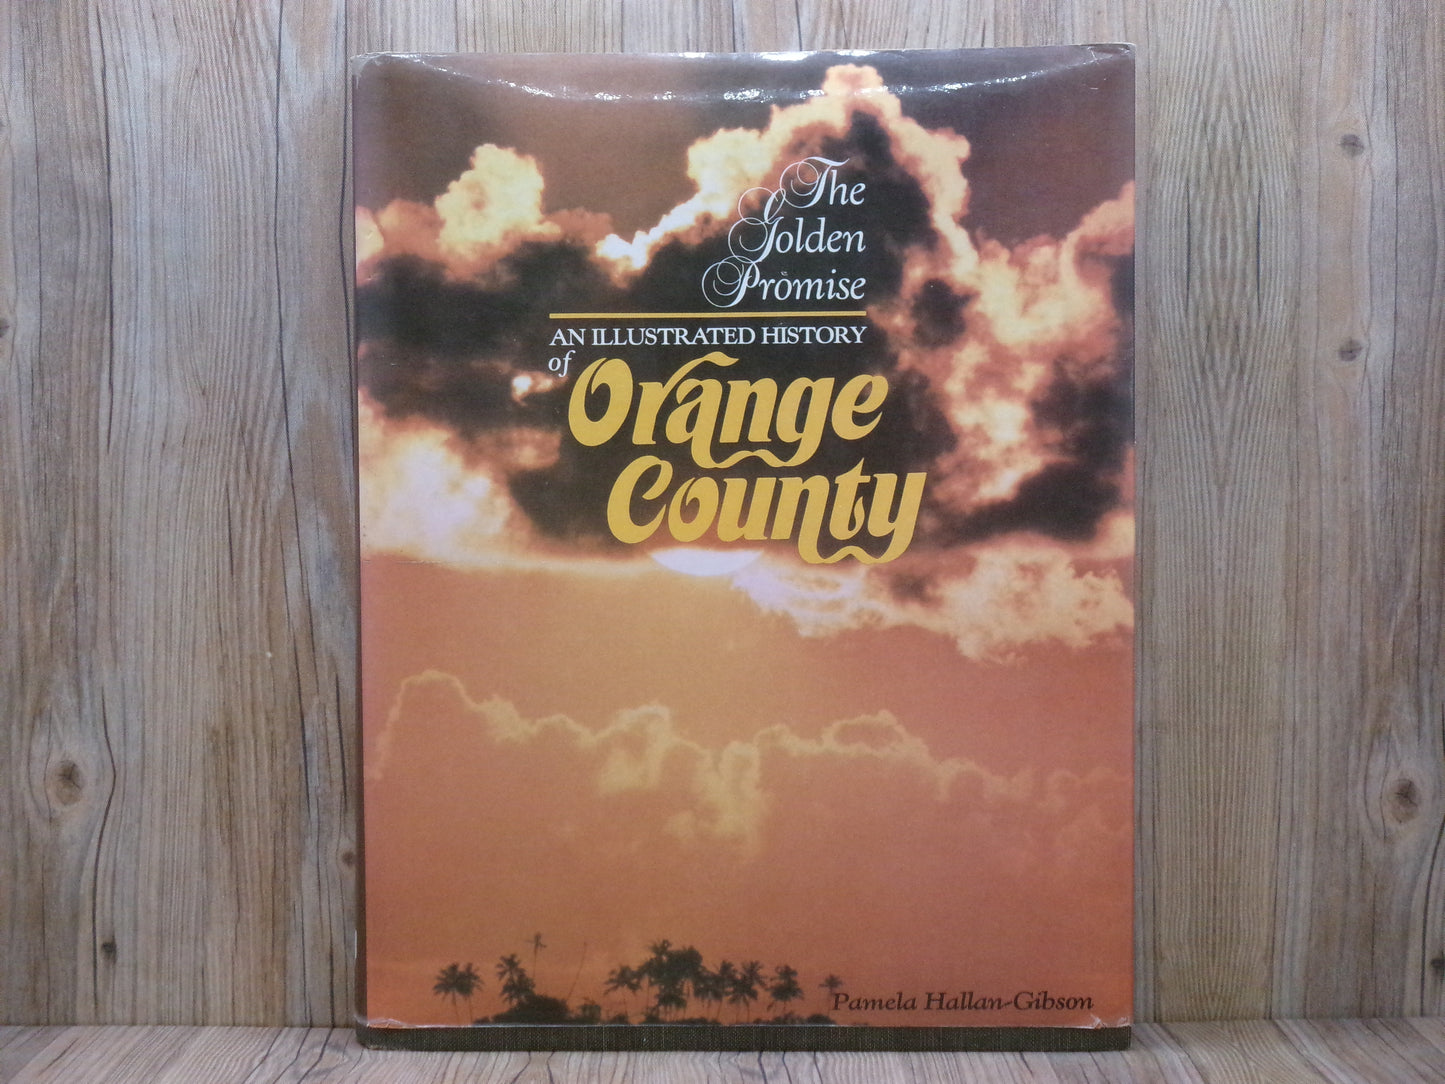 The
Golden
Promise
AN ILLUSTRATED HISTORY
of
Orange
County
Pamela Hallan-Gibson